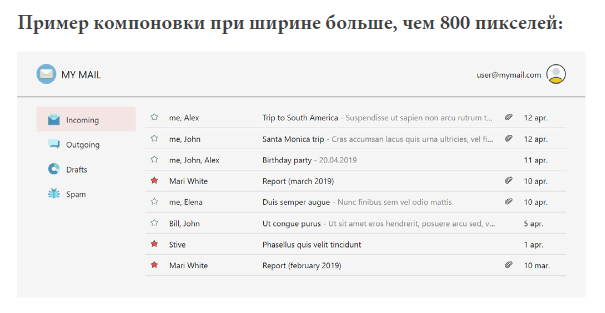 Пример компоновки при ширине больше, чем 800 пикселей:
MY MAIL user@mymail.com
Incoming
Outgoing
Drafts
Spam
me, Alex Trip to South America - Suspendisse ut sapien non arcu rutrum t... 12 apr.
me, John Santa Monica trip - Cras accumsan lacus quis urna ultricies, vel fi... 12 apr.
me, John, Alex Birthday party - 20.04.2019 11 apr.
Mari White Report (march 2019) 10 apr.
me, Elena Duis semper augue - Nunc finibus sem vel odio mattis 10 apr.
Bill, John Ut congue purus - Ut sit amet eros hendrerit, posuere arcu sed, v... 5 apr.
Stive Phasellus quis velit tincidunt 1 apr.
Mari White Report (february 2019) 10 mar.